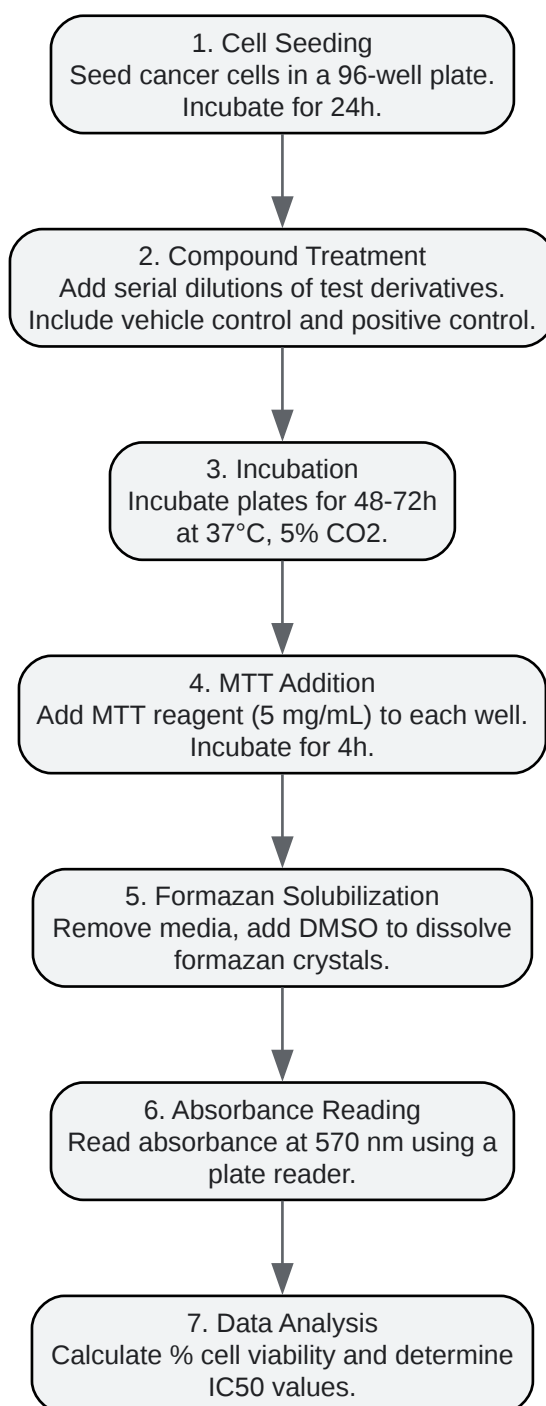 1. Cell Seeding
Seed cancer cells in a 96-well plate.
Incubate for 24h.
2. Compound Treatment
Add serial dilutions of test derivatives.
Include vehicle control and positive control.
3. Incubation
Incubate plates for 48-72h
at 37°C, 5% CO2.
4. MTT Addition
Add MTT reagent (5 mg/mL) to each well.
Incubate for 4h.
5. Formazan Solubilization
Remove media, add DMSO to dissolve
formazan crystals.
6. Absorbance Reading
Read absorbance at 570 nm using a
plate reader.
7. Data Analysis
Calculate % cell viability and determine
IC50 values.